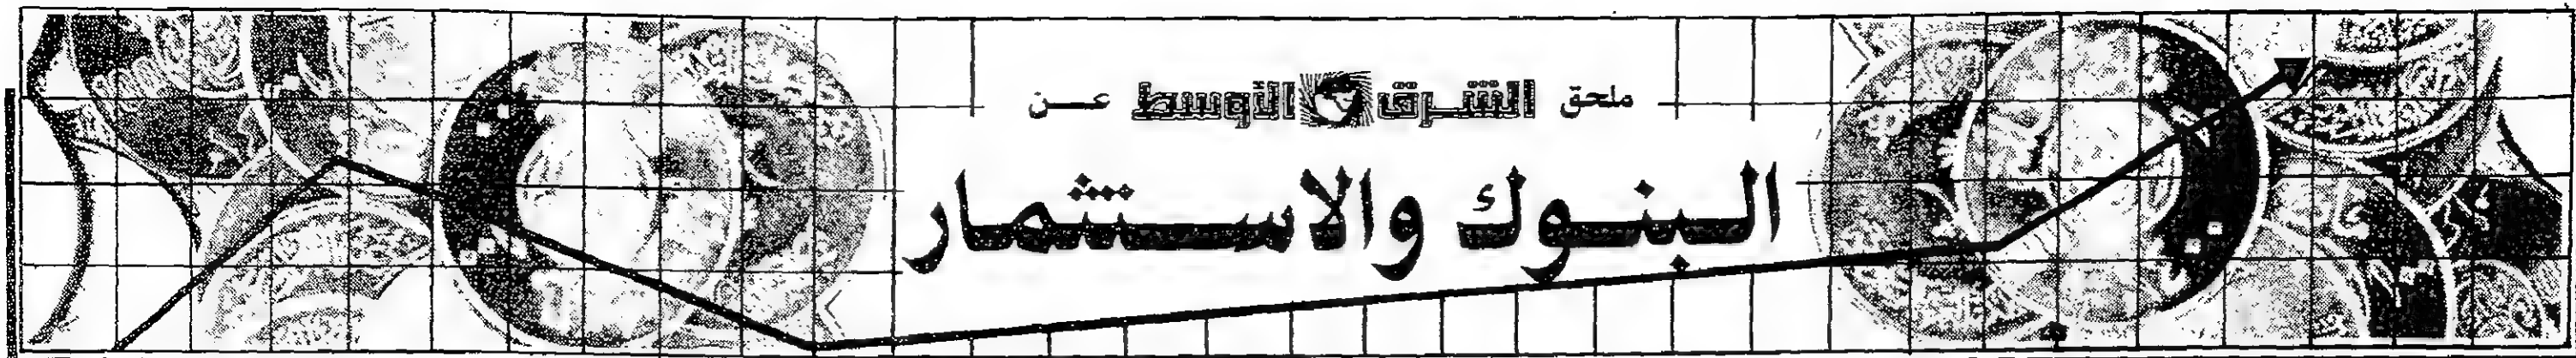 ملحق الشرق الأوسط عن
البنوك والاستثمار